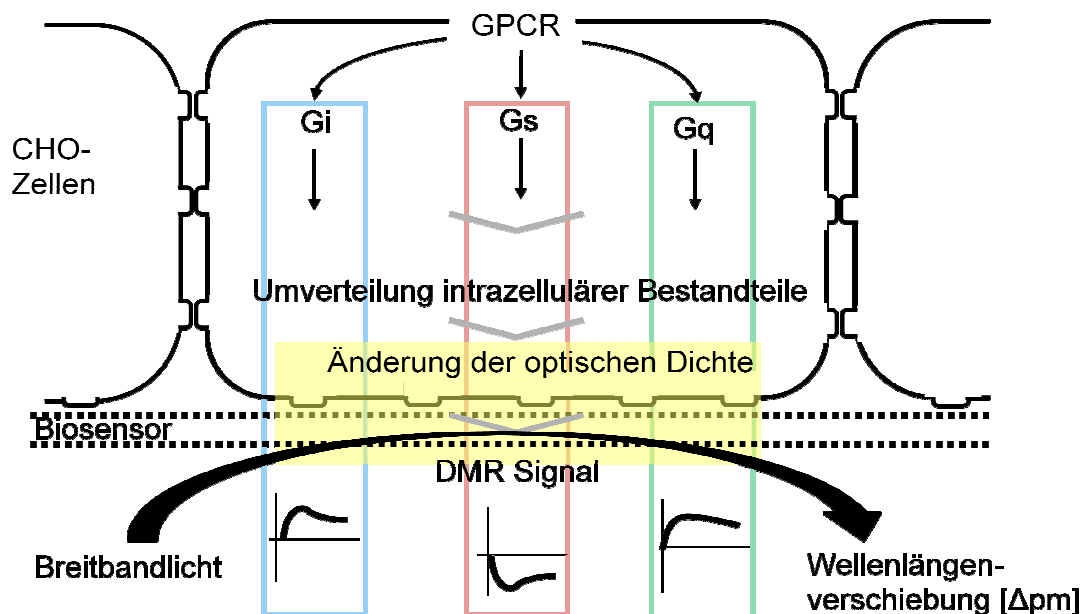 GPCR
Gi
Gs
Gq
CHO-
Zellen
Umverteilung intrazellulärer Bestandteile
Änderung der optischen Dichte
Biosensor
DMR Signal
Breitbandlicht
Wellenlängen-
verschiebung [Δpm]